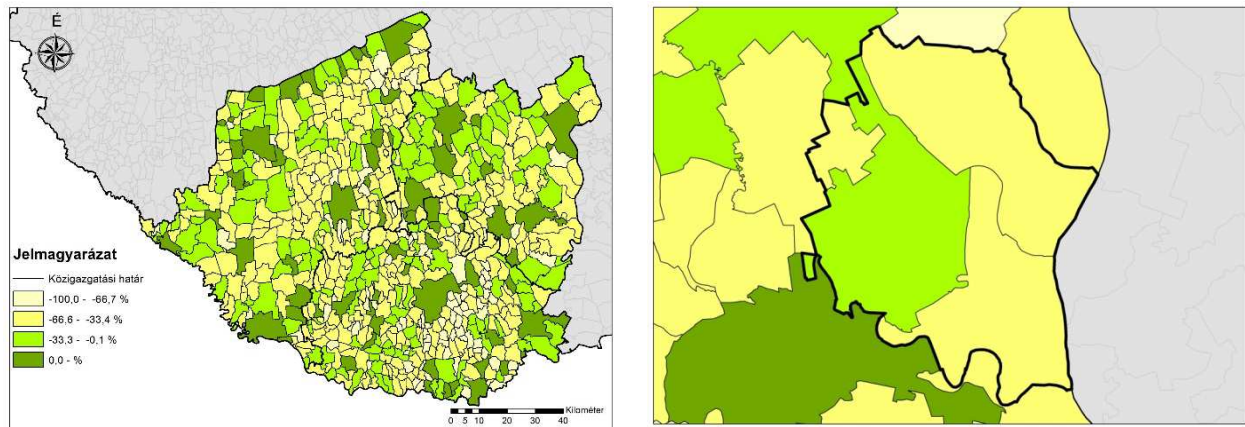 É
Jelmagyarázat
Közigazgatási határ
-100,0 - -66,7 %
-66,6 - -33,4 %
-33,3 - -0,1 %
0,0 - %
Kilométer
0 5 10 20 30 40